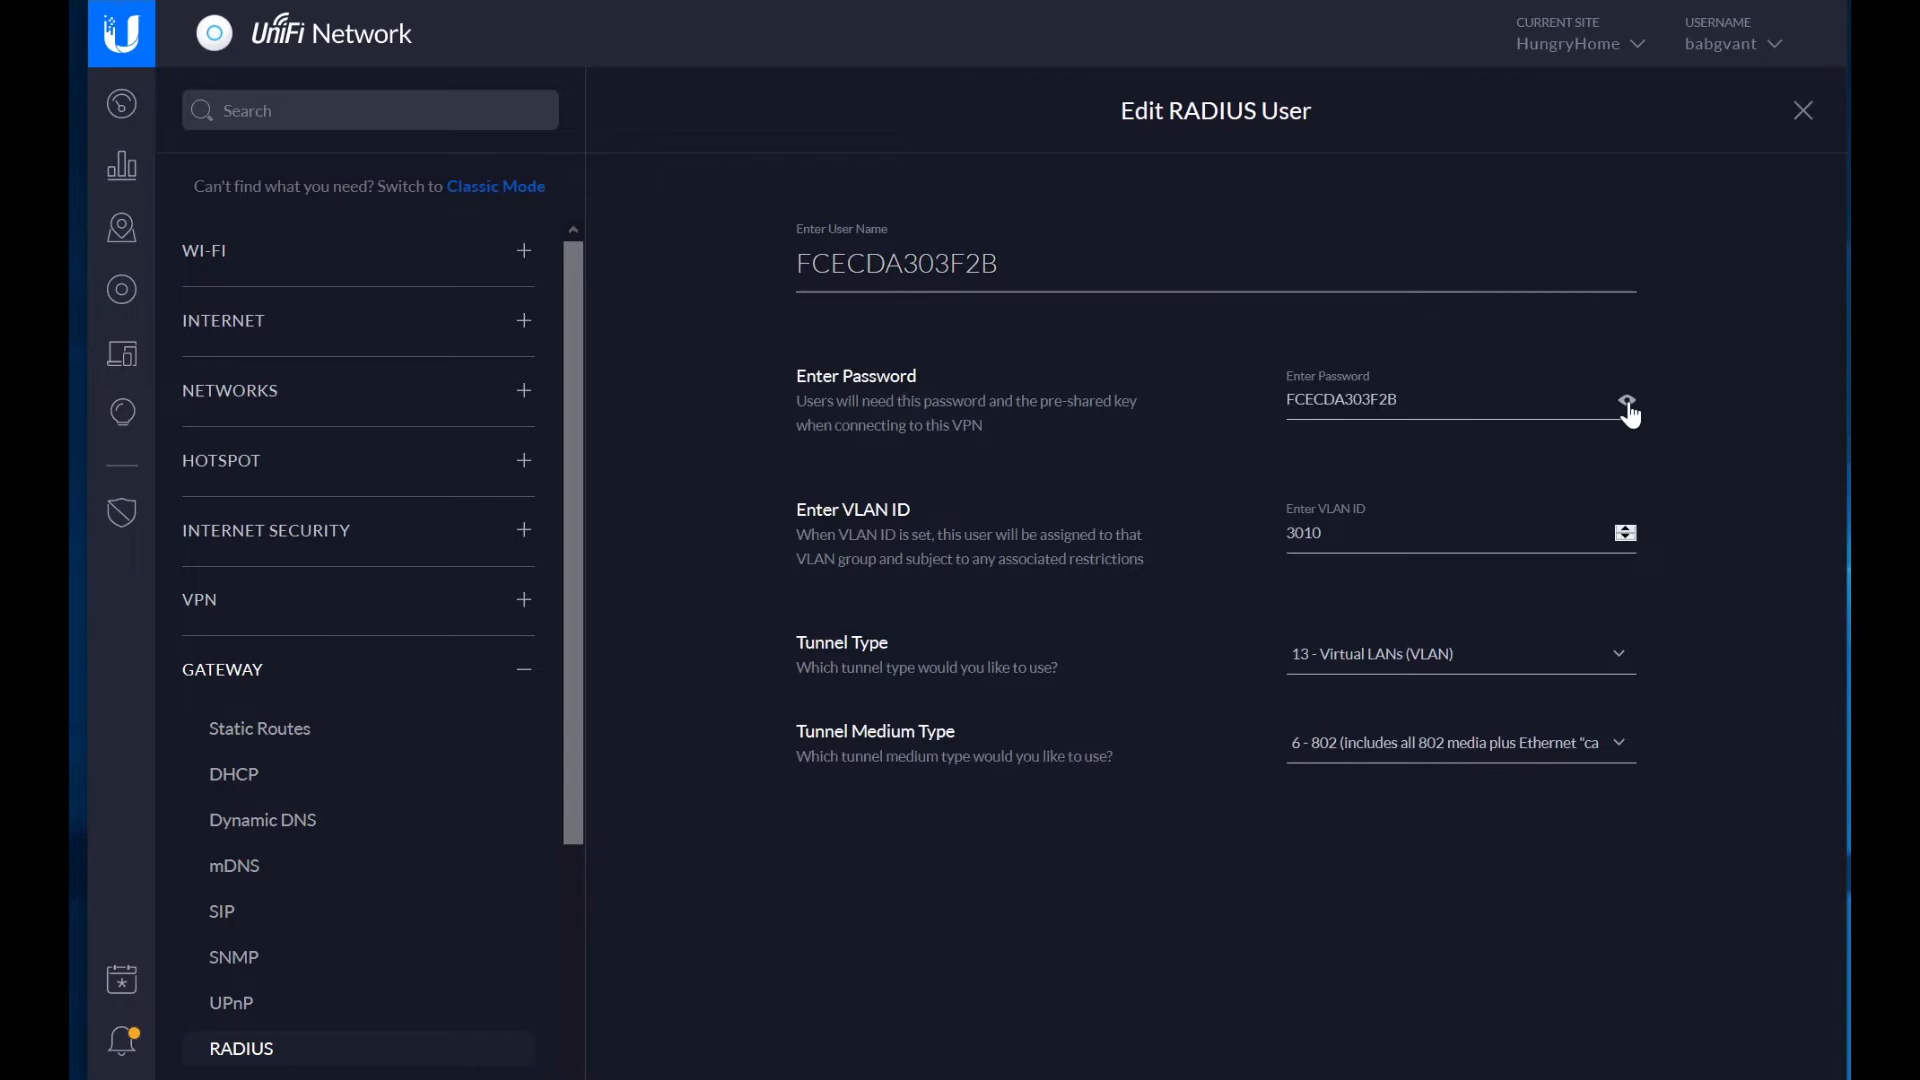 UniFi Network
CURRENT SITE
HungryHome
USERNAME
babgvant
Search
Can't find what you need? Switch to Classic Mode
WI-FI
INTERNET
NETWORKS
HOTSPOT
INTERNET SECURITY
VPN
GATEWAY
Static Routes
DHCP
Dynamic DNS
mDNS
SIP
SNMP
UPnP
RADIUS
Edit RADIUS User
Enter User Name
FCECDA303F2B
Enter Password
Users will need this password and the pre-shared key
when connecting to this VPN
Enter Password
FCECDA303F2B
Enter VLAN ID
When VLAN ID is set, this user will be assigned to that
VLAN group and subject to any associated restrictions
Enter VLAN ID
3010
Tunnel Type
Which tunnel type would you like to use?
13 - Virtual LANs (VLAN)
Tunnel Medium Type
Which tunnel medium type would you like to use?
6 - 802 (includes all 802 media plus Ethernet "ca